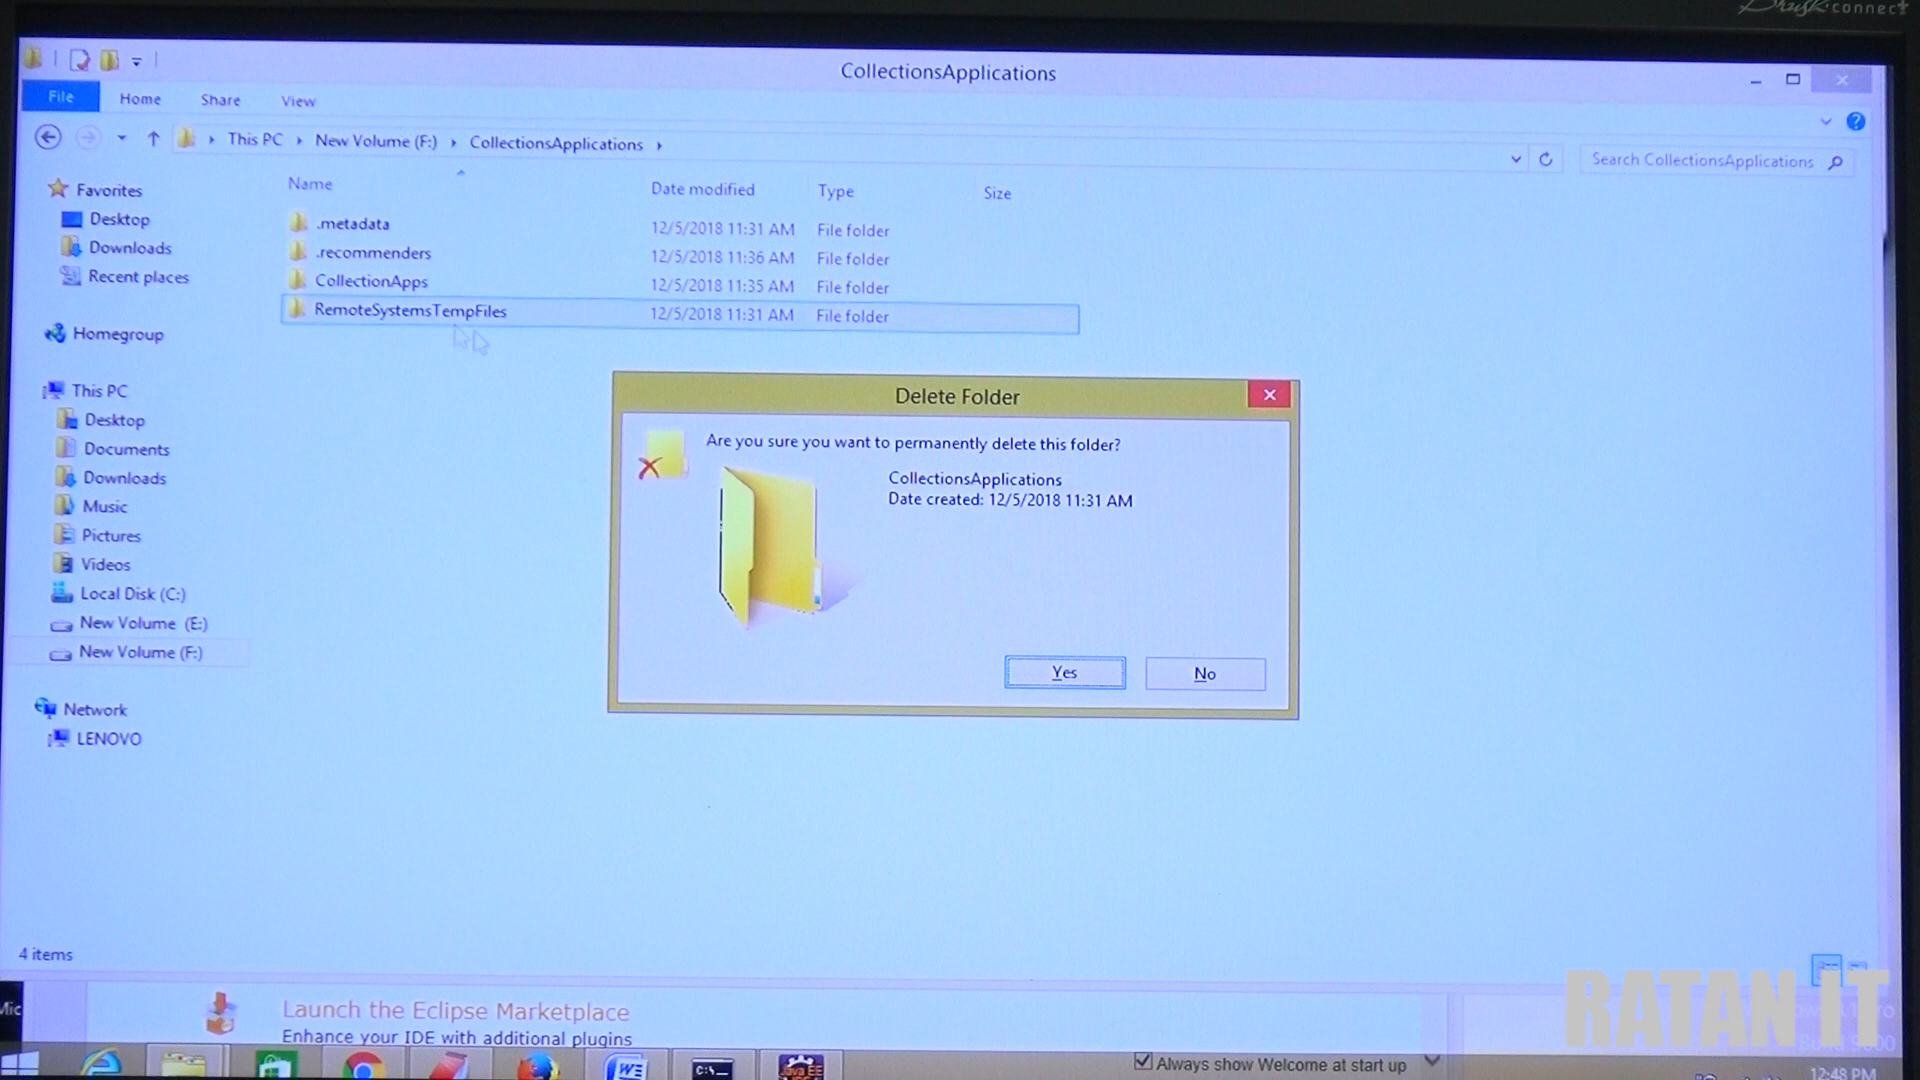 connect
CollectionsApplications
File Home Share View
This PC New Volume (F:) CollectionsApplications
Search CollectionsApplications
Name Date modified Type Size
.metadata 12/5/2018 11:31 AM File folder
.recommenders 12/5/2018 11:36 AM File folder
CollectionApps 12/5/2018 11:35 AM File folder
RemoteSystemsTempFiles 12/5/2018 11:31 AM File folder
Favorites
Desktop
Downloads
Recent places
Homegroup
This PC
Desktop
Documents
Downloads
Music
Pictures
Videos
Local Disk (C:)
New Volume (E:)
New Volume (F:)
Network
LENOVO
Delete Folder
Are you sure you want to permanently delete this folder?
CollectionsApplications
Date created: 12/5/2018 11:31 AM
Yes No
4 items
Mic
Launch the Eclipse Marketplace
Enhance your IDE with additional plugins
Always show Welcome at start up
RATAN IT
C:\_
Java EE
12:48 PM